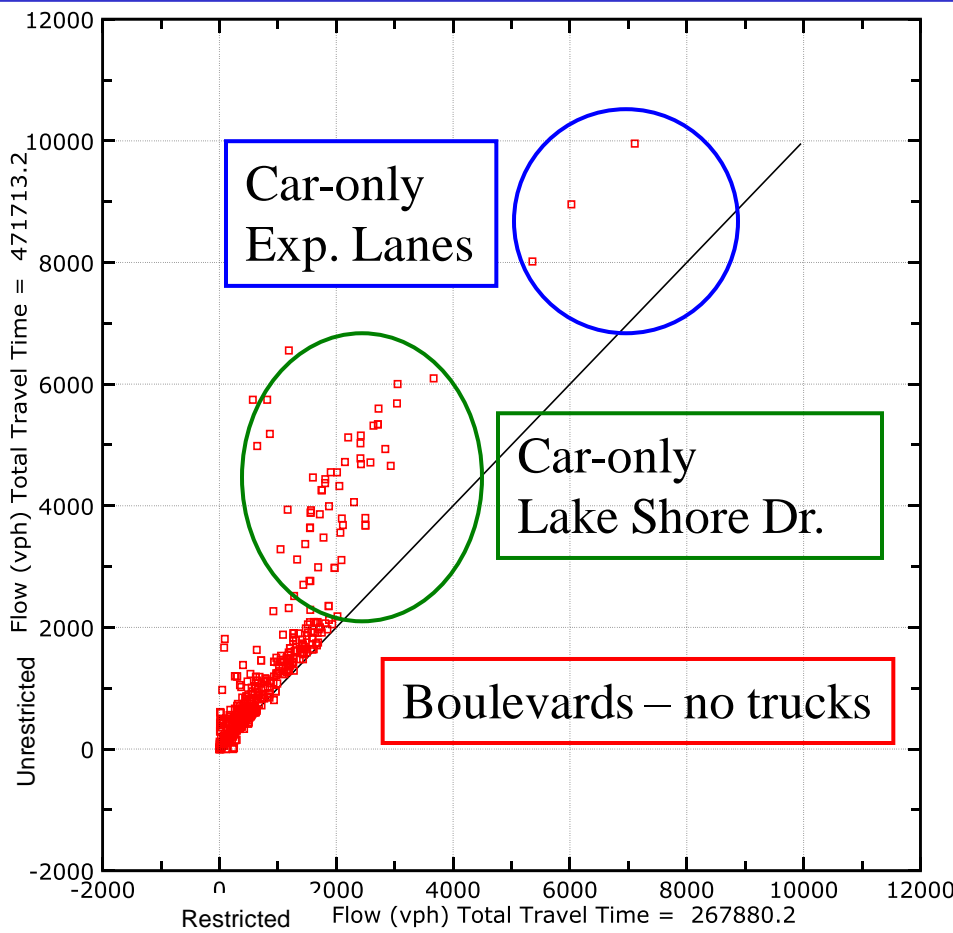 12000
10000
8000
6000
4000
2000
0
-2000
Unrestricted Flow (vph) Total Travel Time = 471713.2
Car-only
Exp. Lanes
Car-only
Lake Shore Dr.
Boulevards – no trucks
-2000 0 2000 4000 6000 8000 10000 12000
Restricted Flow (vph) Total Travel Time = 267880.2